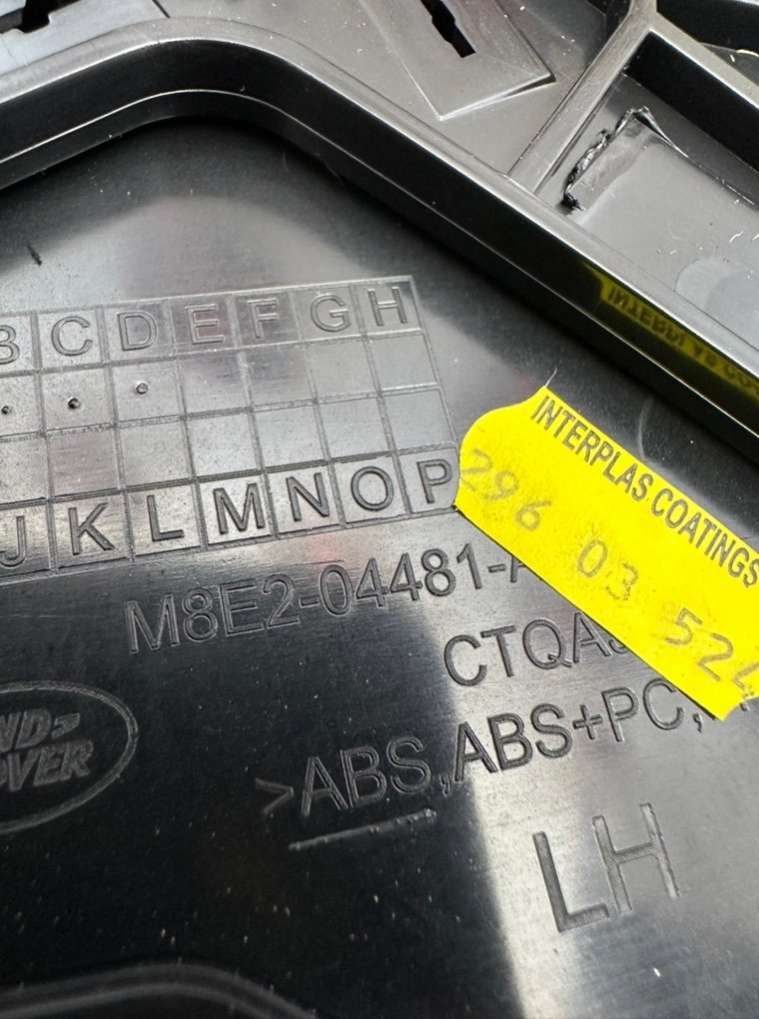 B C D E F G H
J K L M N O P
INTERPLAS COATINGS
296 03 524
M8E2-04481-A
CTQA
>ABS,ABS+PC,
LH